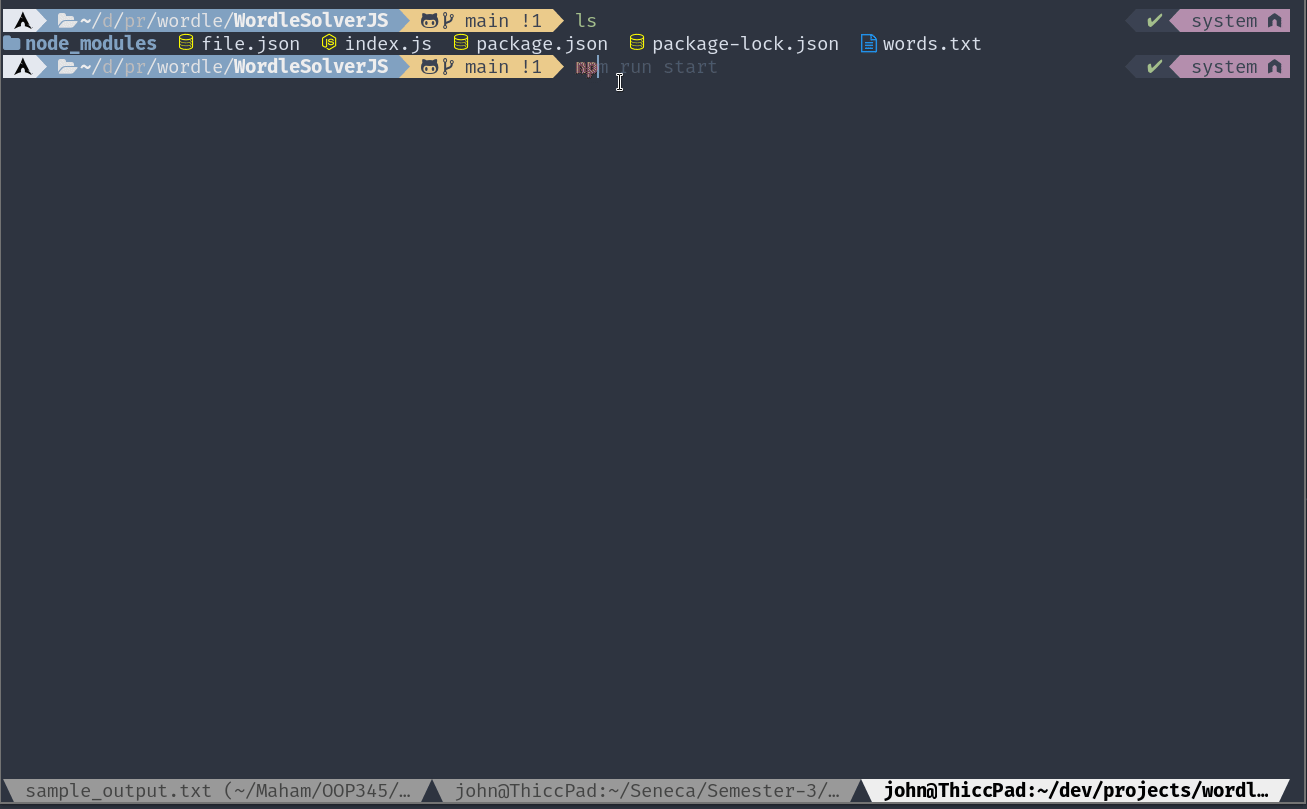 ~/d/pr/wordle/WordleSolverJS main !1 ls ✔ system
node_modules file.json index.js package.json package-lock.json words.txt
~/d/pr/wordle/WordleSolverJS main !1 npm run start ✔ system
sample_output.txt (~/Maham/OOP345/… john@ThiccPad:~/Seneca/Semester-3/… john@ThiccPad:~/dev/projects/wordl…